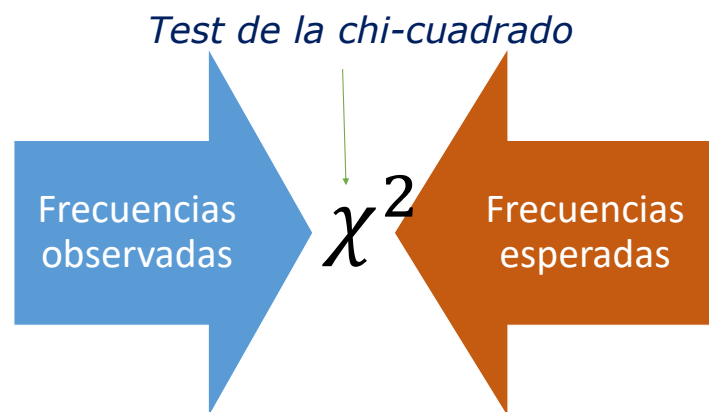 Test de la chi-cuadrado
Frecuencias
observadas
χ²
Frecuencias
esperadas